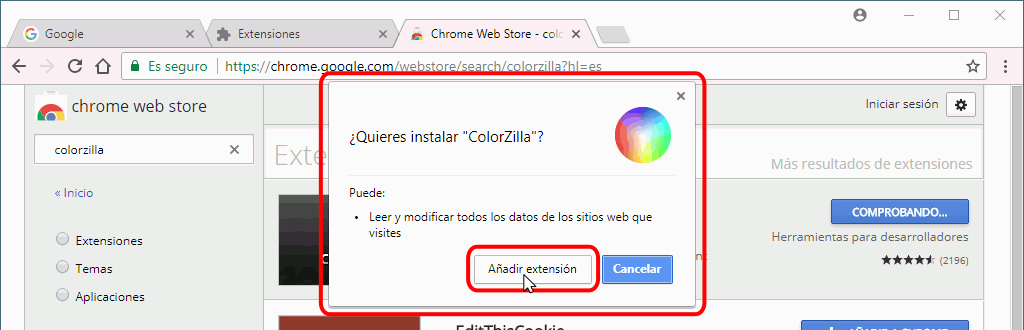 Google
Extensiones
Chrome Web Store - colo
Es seguro
https://chrome.google.com/webstore/search/colorzilla?hl=es
chrome web store
Iniciar sesión
colorzilla
« Inicio
Extensiones
Temas
Aplicaciones
Exte
Más resultados de extensiones
¿Quieres instalar "ColorZilla"?
Puede:
• Leer y modificar todos los datos de los sitios web que
visites
Añadir extensión
Cancelar
COMPROBANDO...
Herramientas para desarrolladores
(2196)
EditThisCookie
AÑADIR A CHROME